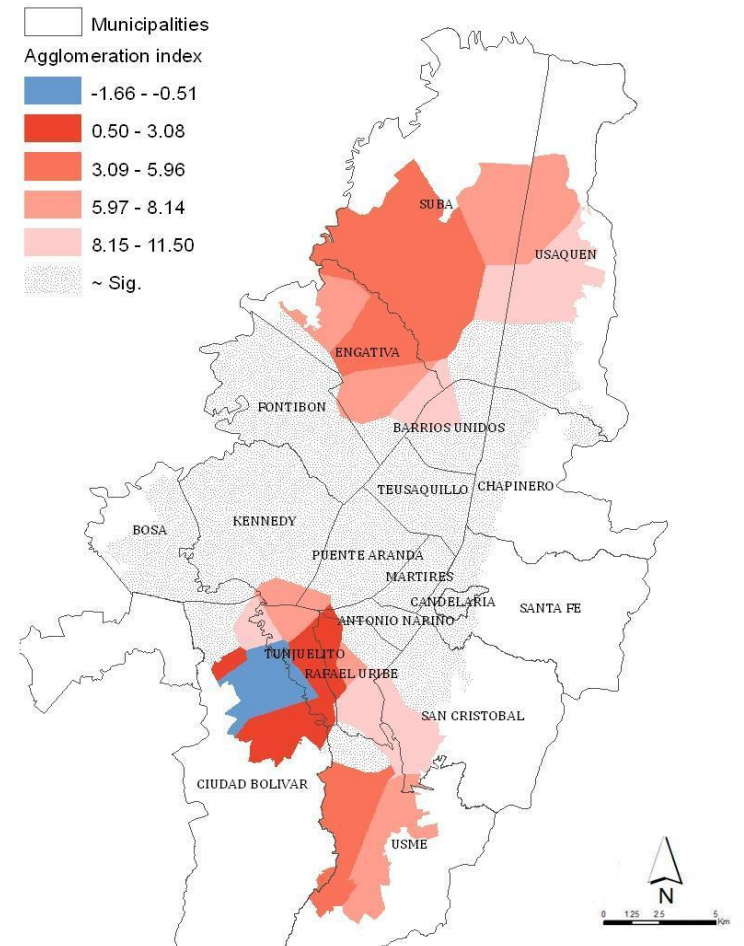 Municipalities
Agglomeration index
-1.66 - -0.51
0.50 - 3.08
3.09 - 5.96
5.97 - 8.14
8.15 - 11.50
~ Sig.
SUBA
USAQUEN
ENGATIVA
FONTIBON
BARRIOS UNIDOS
TEUSAQUILLO
CHAPINERO
KENNEDY
BOSA
PUENTE ARANDA
MARTIRES
CANDELARIA
SANTA FE
ANTONIO NARIÑO
TUNJUELITO
RAFAEL URIBE
SAN CRISTOBAL
CIUDAD BOLIVAR
USME
N
0 125 2.5 5
Km